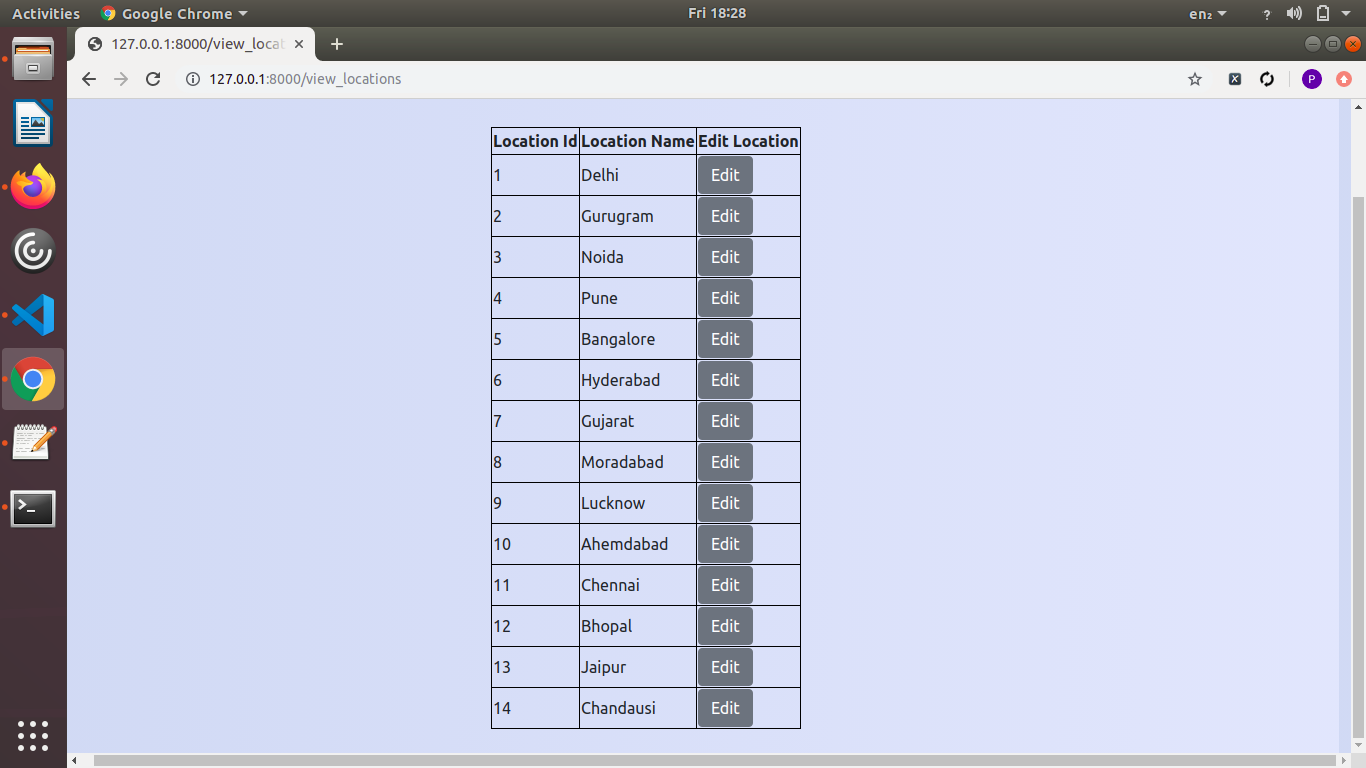 Activities Google Chrome Fri 18:28 en₂ ?
127.0.0.1:8000/view_locat
127.0.0.1:8000/view_locations P
Location Id Location Name Edit Location
1 Delhi Edit
2 Gurugram Edit
3 Noida Edit
4 Pune Edit
5 Bangalore Edit
6 Hyderabad Edit
7 Gujarat Edit
8 Moradabad Edit
9 Lucknow Edit
10 Ahemdabad Edit
11 Chennai Edit
12 Bhopal Edit
13 Jaipur Edit
14 Chandausi Edit